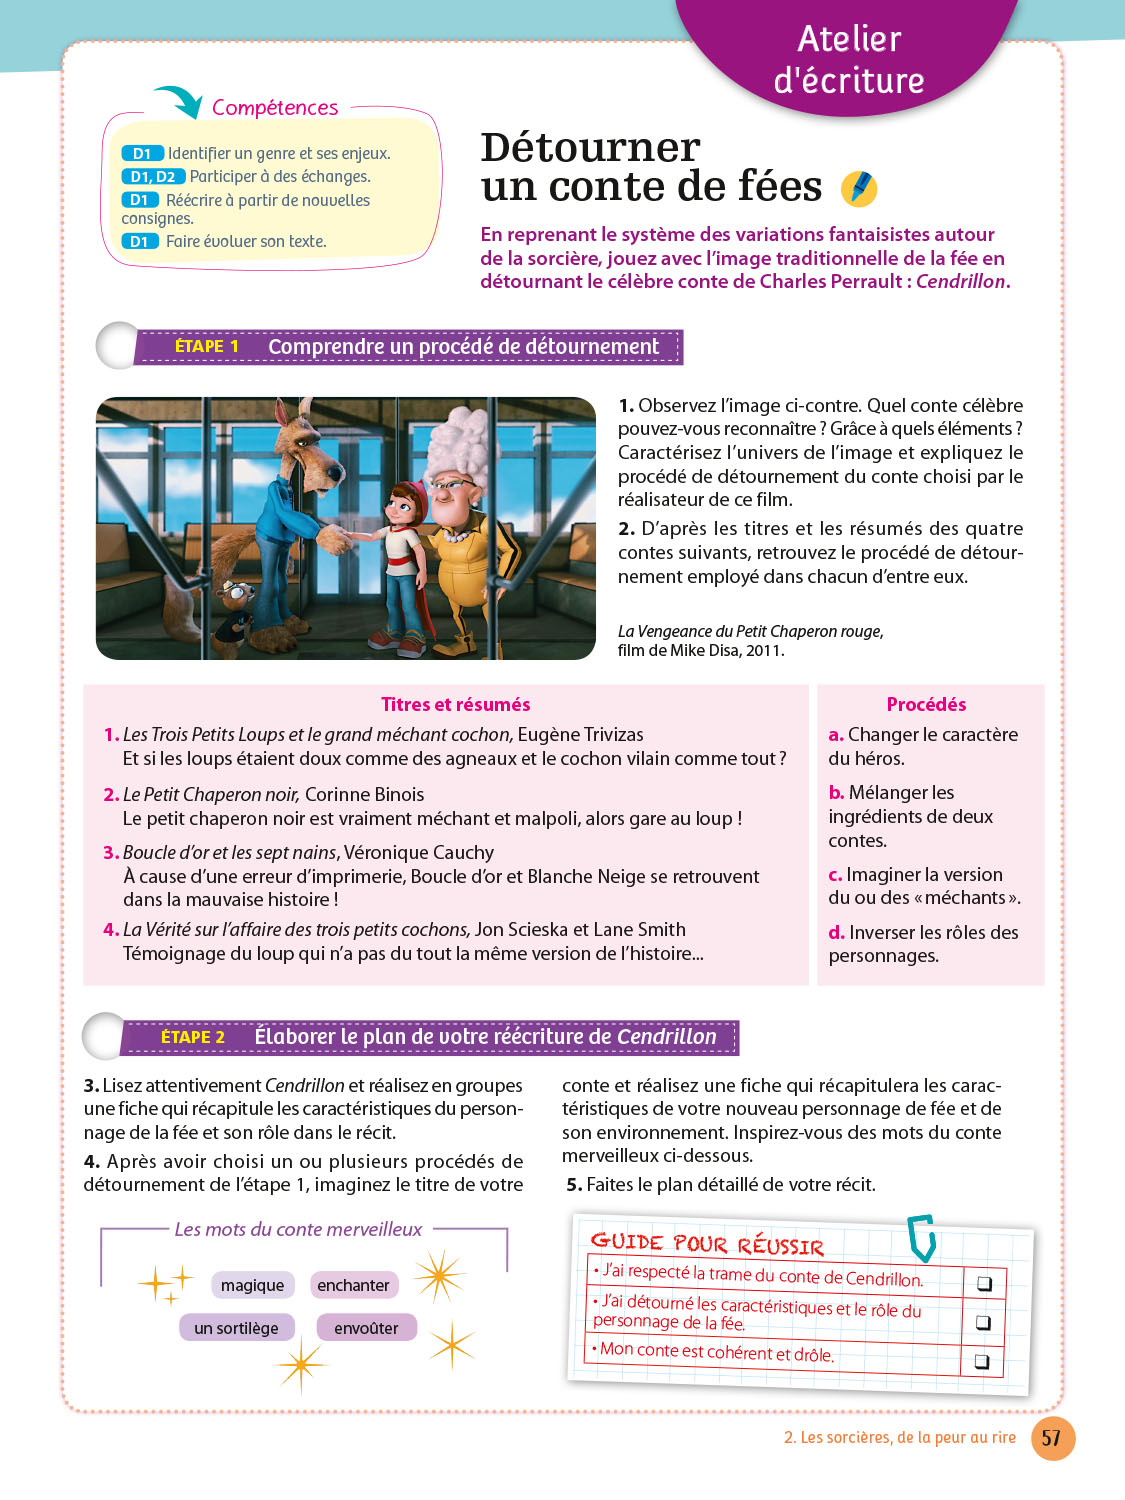 Atelier
d'écriture
Compétences
D1 Identifier un genre et ses enjeux.
D1, D2 Participer à des échanges.
D1 Réécrire à partir de nouvelles
consignes.
D1 Faire évoluer son texte.
Détourner
un conte de fées
En reprenant le système des variations fantaisistes autour
de la sorcière, jouez avec l'image traditionnelle de la fée en
détournant le célèbre conte de Charles Perrault : Cendrillon.
ÉTAPE 1 Comprendre un procédé de détournement
1. Observez l'image ci-contre. Quel conte célèbre
pouvez-vous reconnaître ? Grâce à quels éléments ?
Caractérisez l'univers de l'image et expliquez le
procédé de détournement du conte choisi par le
réalisateur de ce film.
2. D'après les titres et les résumés des quatre
contes suivants, retrouvez le procédé de détour-
nement employé dans chacun d'entre eux.
La Vengeance du Petit Chaperon rouge,
film de Mike Disa, 2011.
Titres et résumés
1. Les Trois Petits Loups et le grand méchant cochon, Eugène Trivizas
Et si les loups étaient doux comme des agneaux et le cochon vilain comme tout ?
2. Le Petit Chaperon noir, Corinne Binois
Le petit chaperon noir est vraiment méchant et malpoli, alors gare au loup !
3. Boucle d'or et les sept nains, Véronique Cauchy
À cause d'une erreur d'imprimerie, Boucle d'or et Blanche Neige se retrouvent
dans la mauvaise histoire !
4. La Vérité sur l'affaire des trois petits cochons, Jon Scieska et Lane Smith
Témoignage du loup qui n'a pas du tout la même version de l'histoire...
Procédés
a. Changer le caractère
du héros.
b. Mélanger les
ingrédients de deux
contes.
c. Imaginer la version
du ou des « méchants ».
d. Inverser les rôles des
personnages.
ÉTAPE 2 Élaborer le plan de votre réécriture de Cendrillon
3. Lisez attentivement Cendrillon et réalisez en groupes
une fiche qui récapitule les caractéristiques du person-
nage de la fée et son rôle dans le récit.
4. Après avoir choisi un ou plusieurs procédés de
détournement de l'étape 1, imaginez le titre de votre
conte et réalisez une fiche qui récapitulera les carac-
téristiques de votre nouveau personnage de fée et de
son environnement. Inspirez-vous des mots du conte
merveilleux ci-dessous.
5. Faites le plan détaillé de votre récit.
Les mots du conte merveilleux
magique enchanter
un sortilège envoûter
GUIDE POUR RÉUSSIR
• J'ai respecté la trame du conte de Cendrillon.
• J'ai détourné les caractéristiques et le rôle du
personnage de la fée.
• Mon conte est cohérent et drôle.
2. Les sorcières, de la peur au rire 57